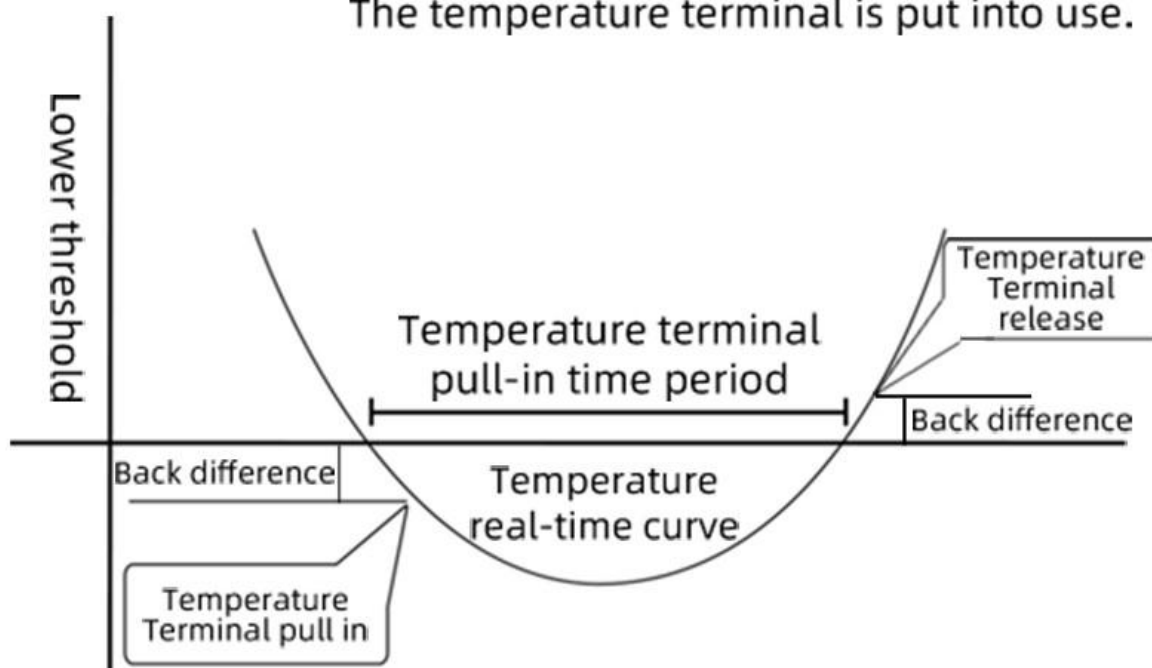 The temperature terminal is put into use.
Lower threshold
Temperature terminal
pull-in time period
Temperature
Terminal
release
Back difference
Back difference
Temperature
real-time curve
Temperature
Terminal pull in